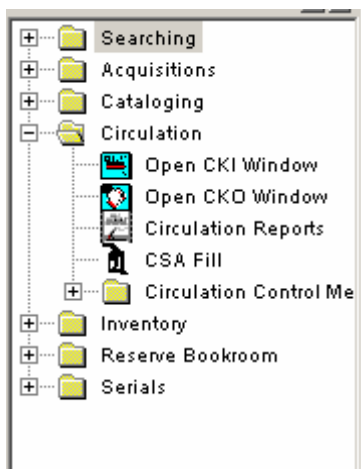 Searching
Acquisitions
Cataloging
Circulation
Open CKI Window
Open CKO Window
Circulation Reports
CSA Fill
Circulation Control Me
Inventory
Reserve Bookroom
Serials